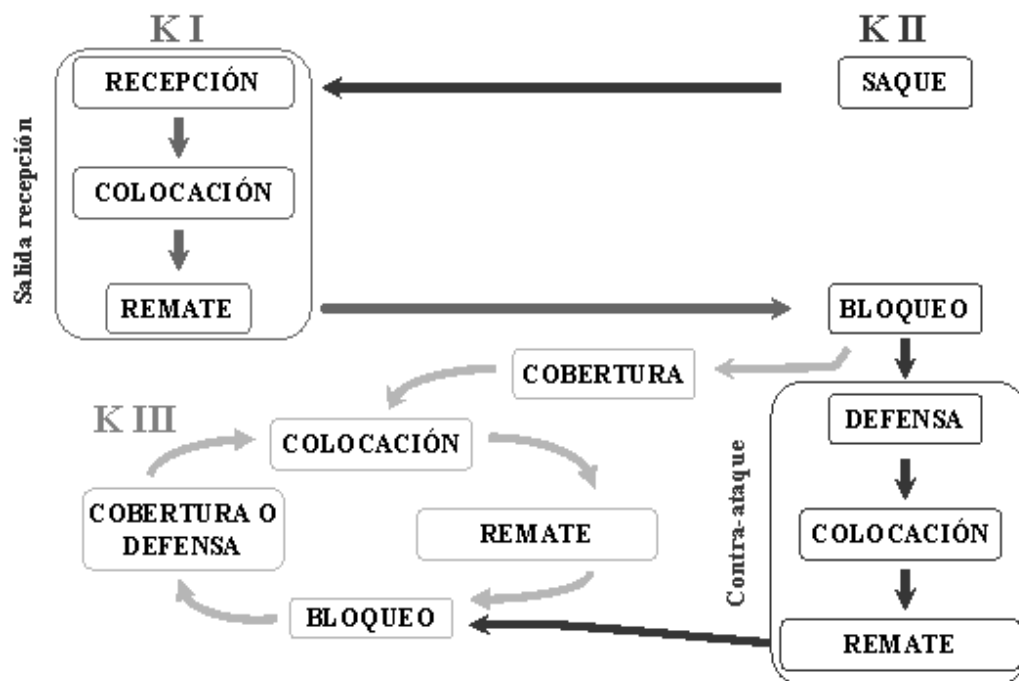 K I
K II
RECEPCIÓN
SAQUE
Salida recepción
COLOCACIÓN
REMATE
BLOQUEO
COBERTURA
K III
COLOCACIÓN
DEFENSA
COBERTURA O
DEFENSA
REMATE
COLOCACIÓN
Contra-ataque
BLOQUEO
REMATE